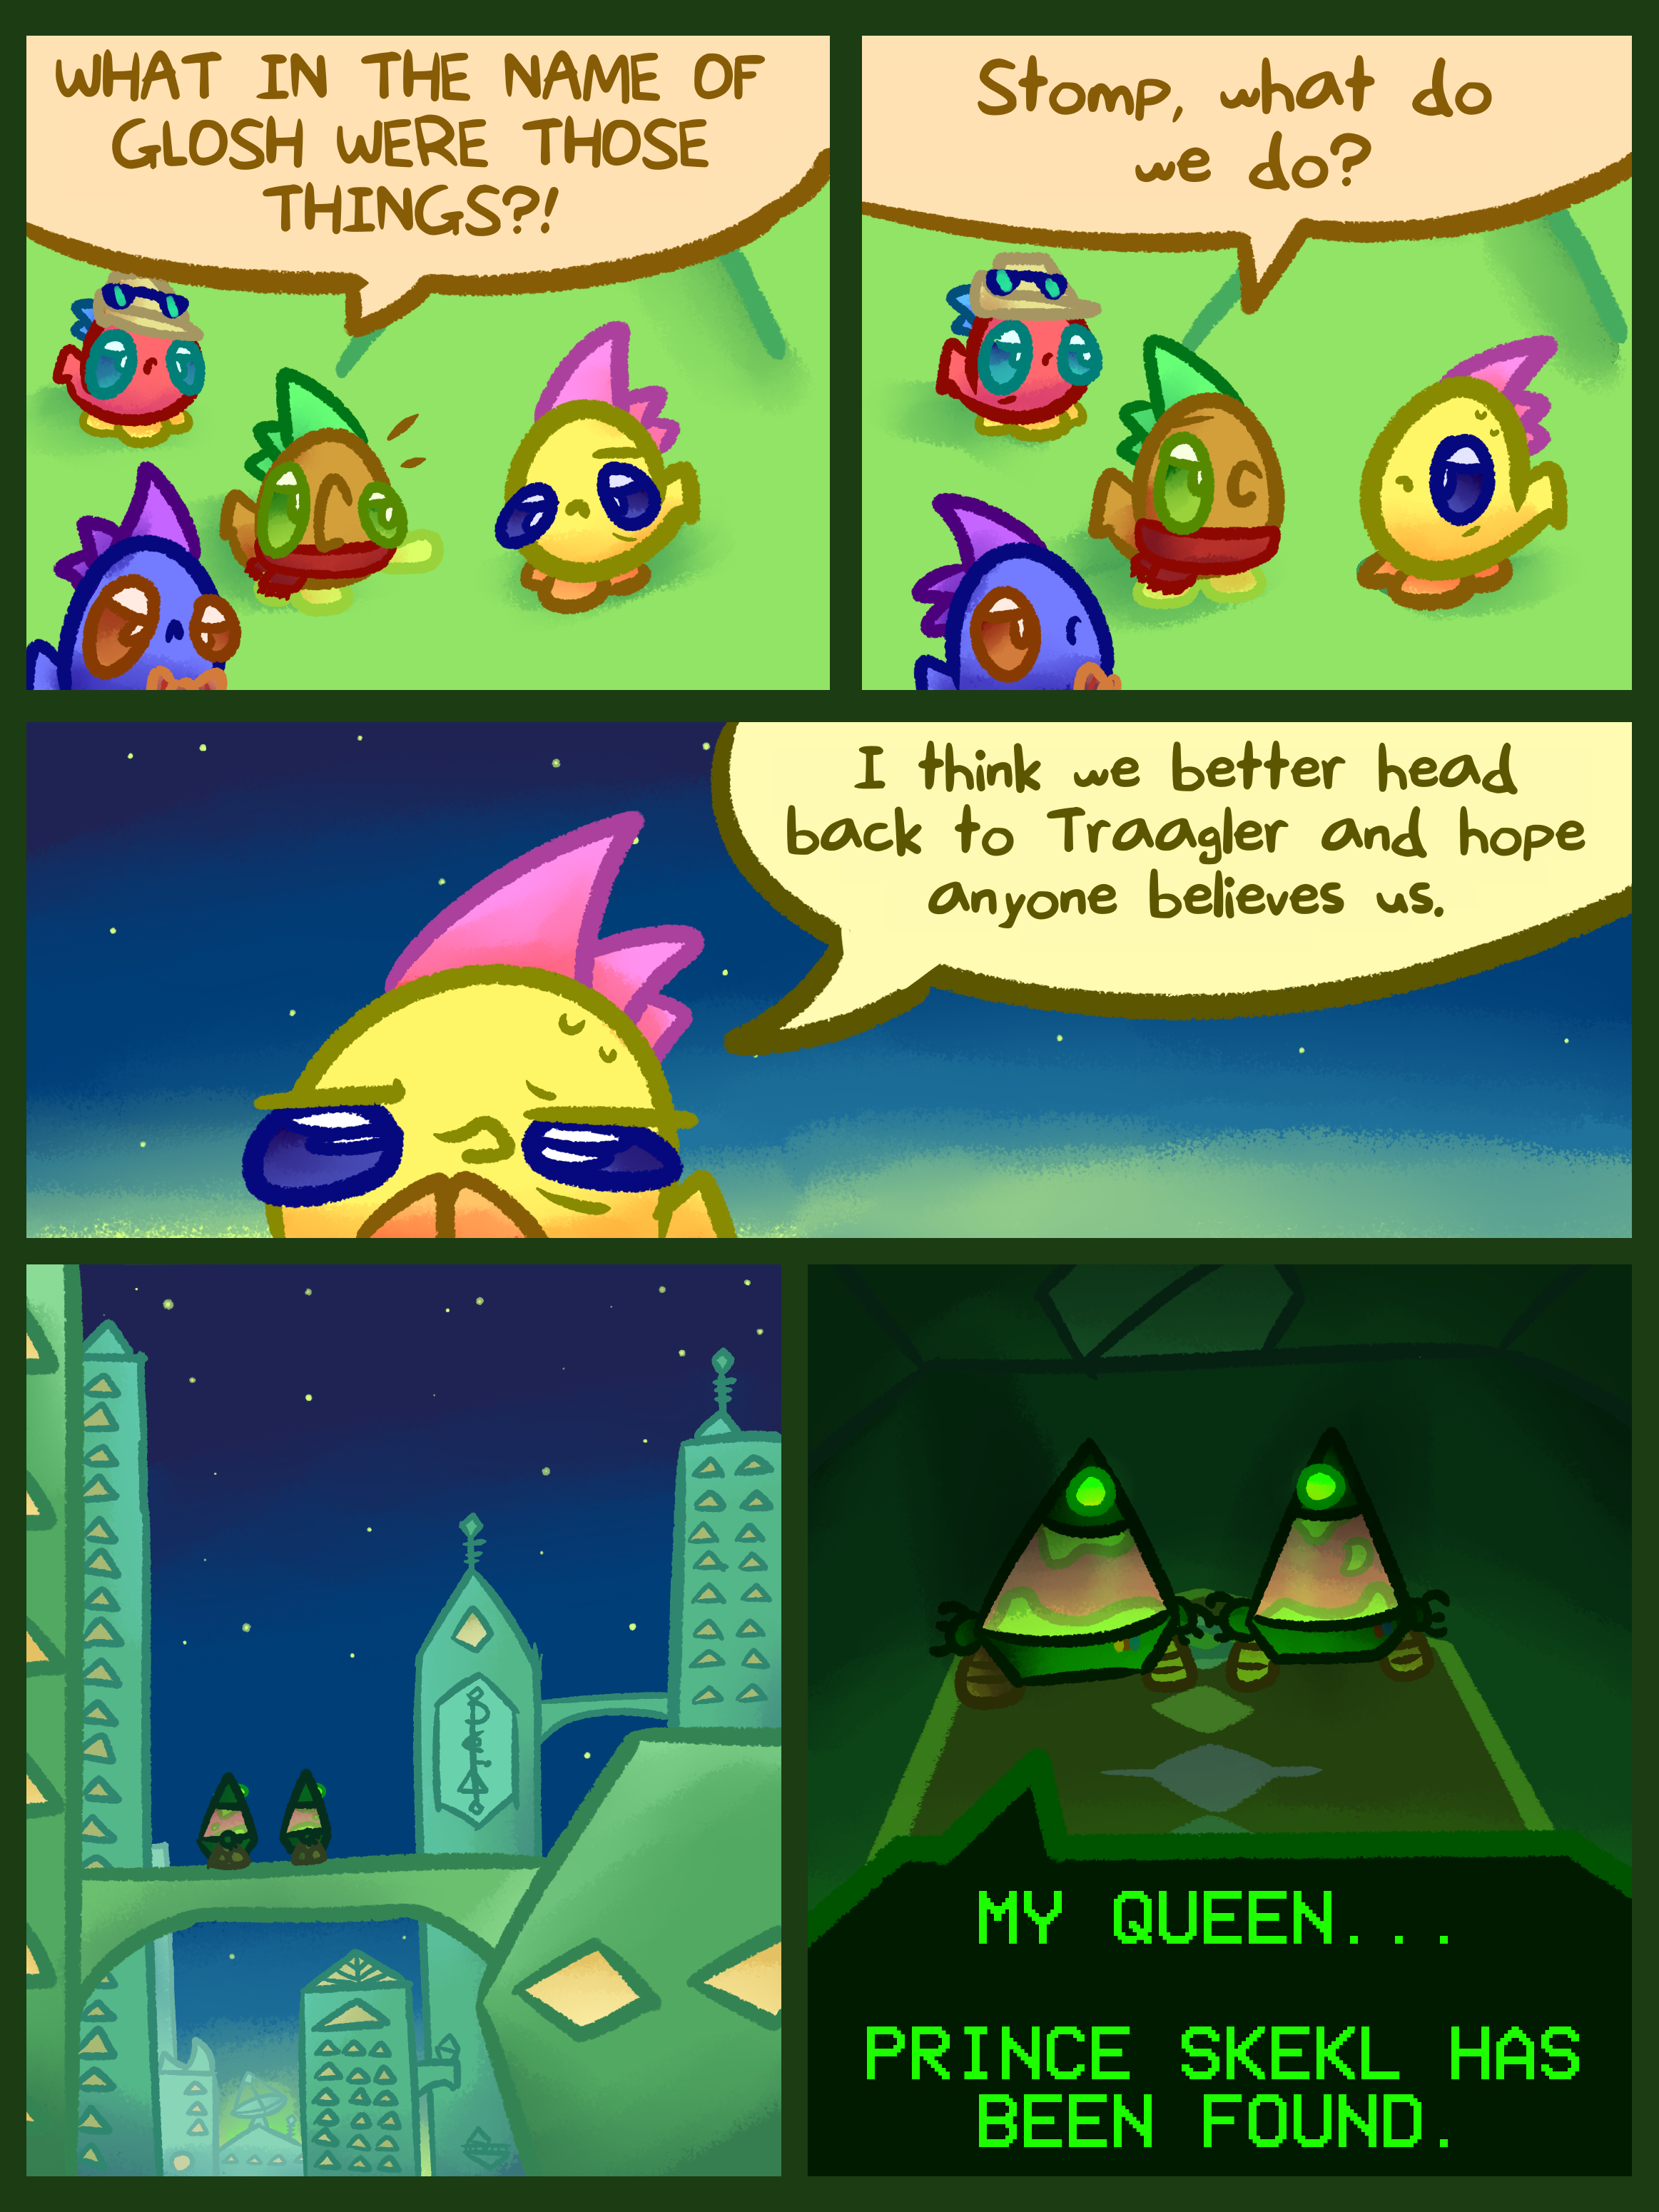 WHAT IN THE NAME OF
GLOSH WERE THOSE
THINGS?!
Stomp, what do
we do?
I think we better head
back to Traagler and hope
anyone believes us.
MY QUEEN...
PRINCE SKEKL HAS
BEEN FOUND.